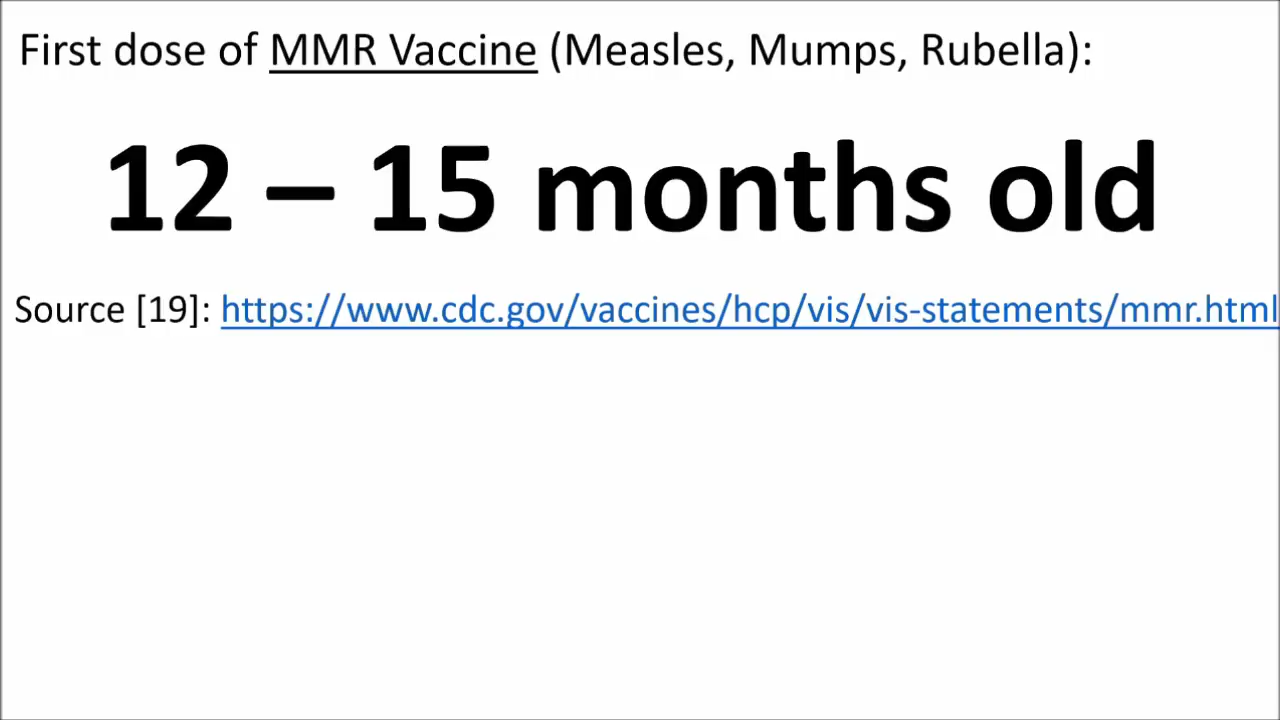 First dose of MMR Vaccine (Measles, Mumps, Rubella):
12 – 15 months old
Source [19]: https://www.cdc.gov/vaccines/hcp/vis/vis-statements/mmr.html